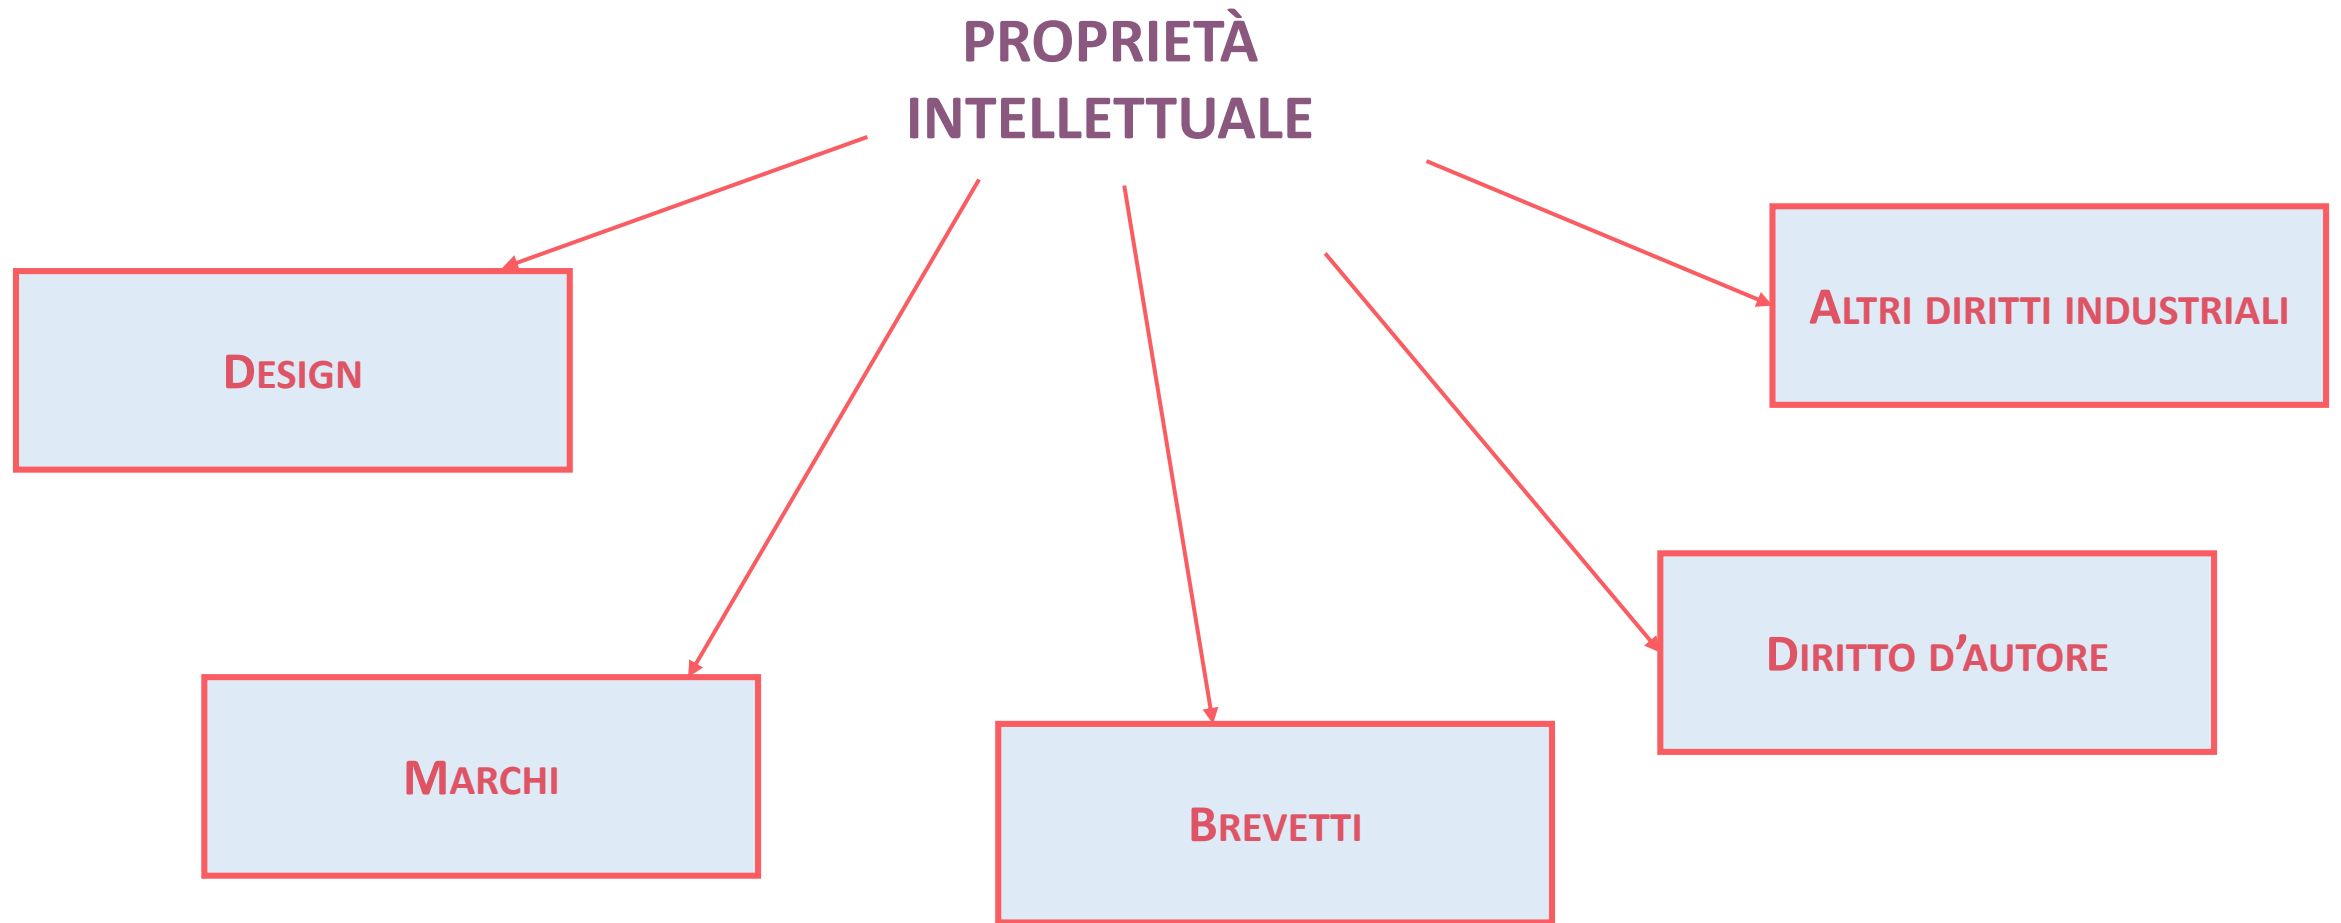 PROPRIETÀ
INTELLETTUALE
ALTRI DIRITTI INDUSTRIALI
DESIGN
DIRITTO D’AUTORE
MARCHI
BREVETTI